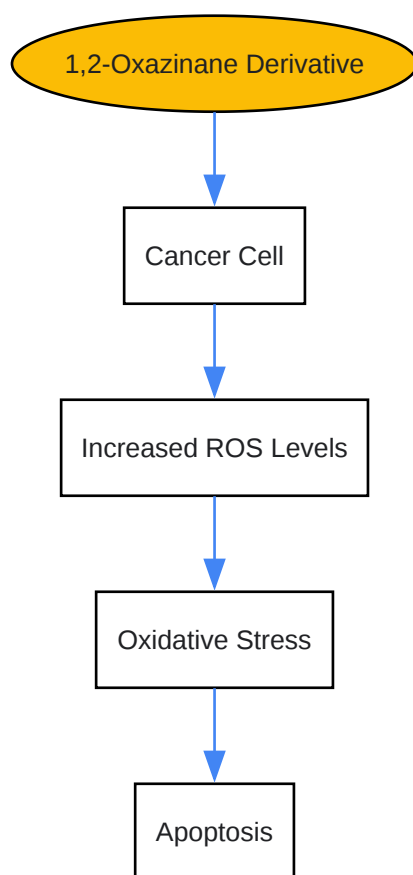 1,2-Oxazinane Derivative
Cancer Cell
Increased ROS Levels
Oxidative Stress
Apoptosis